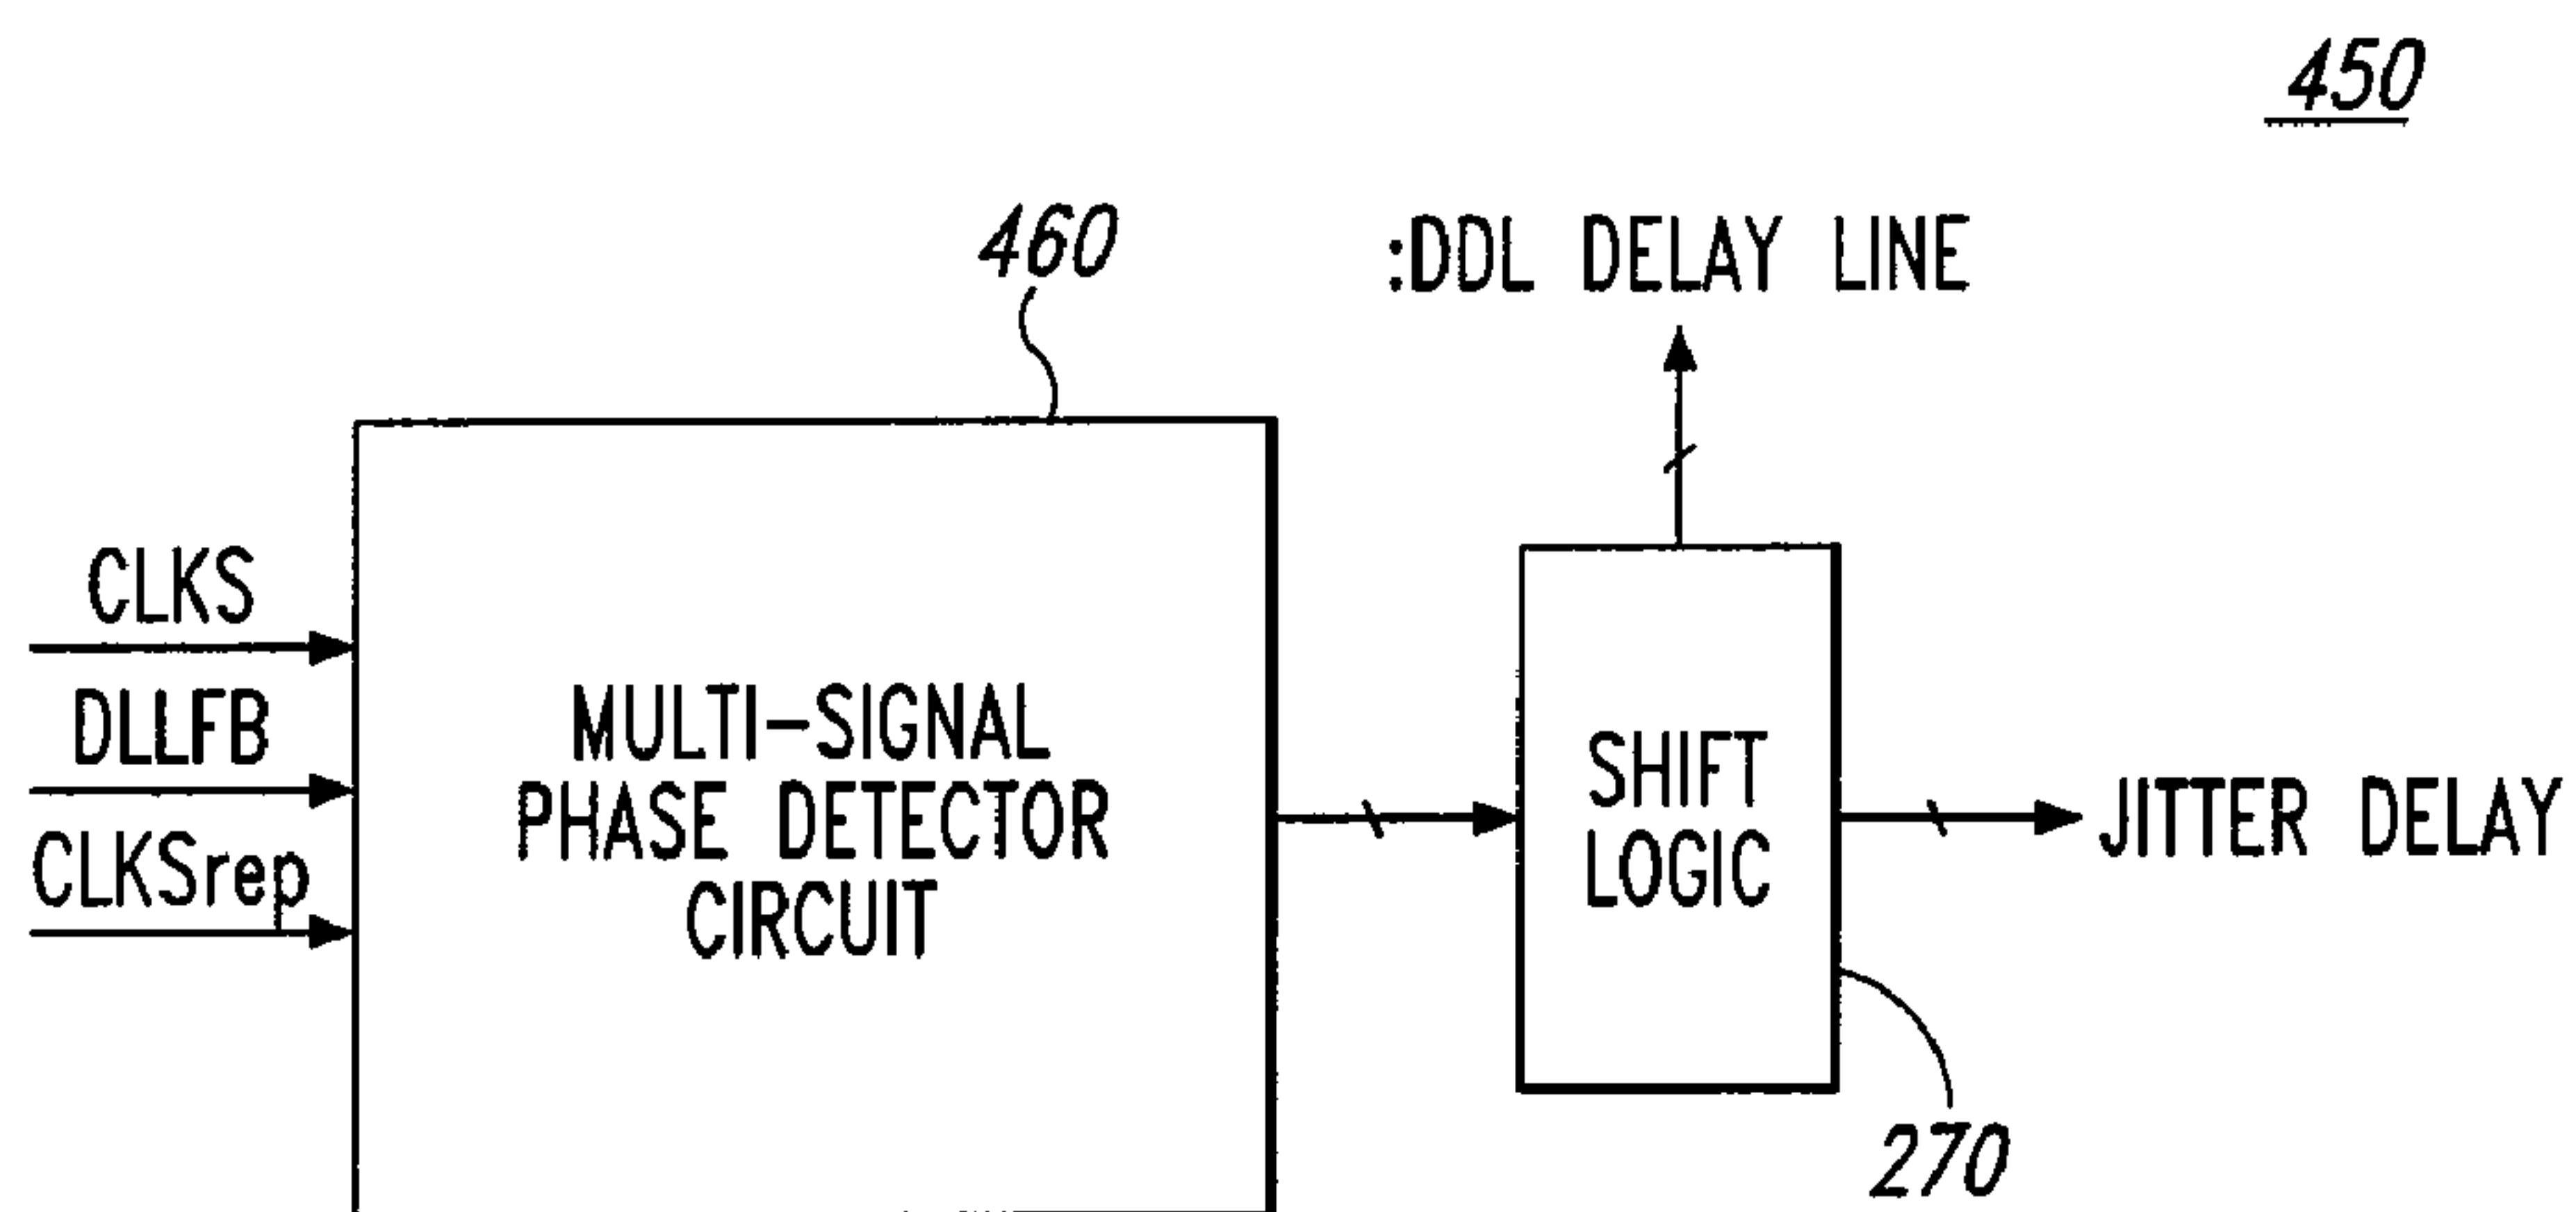 450
460
:DDL DELAY LINE
CLKS
DLLFB
CLKSrep
MULTI-SIGNAL
PHASE DETECTOR
CIRCUIT
SHIFT
LOGIC
JITTER DELAY
270